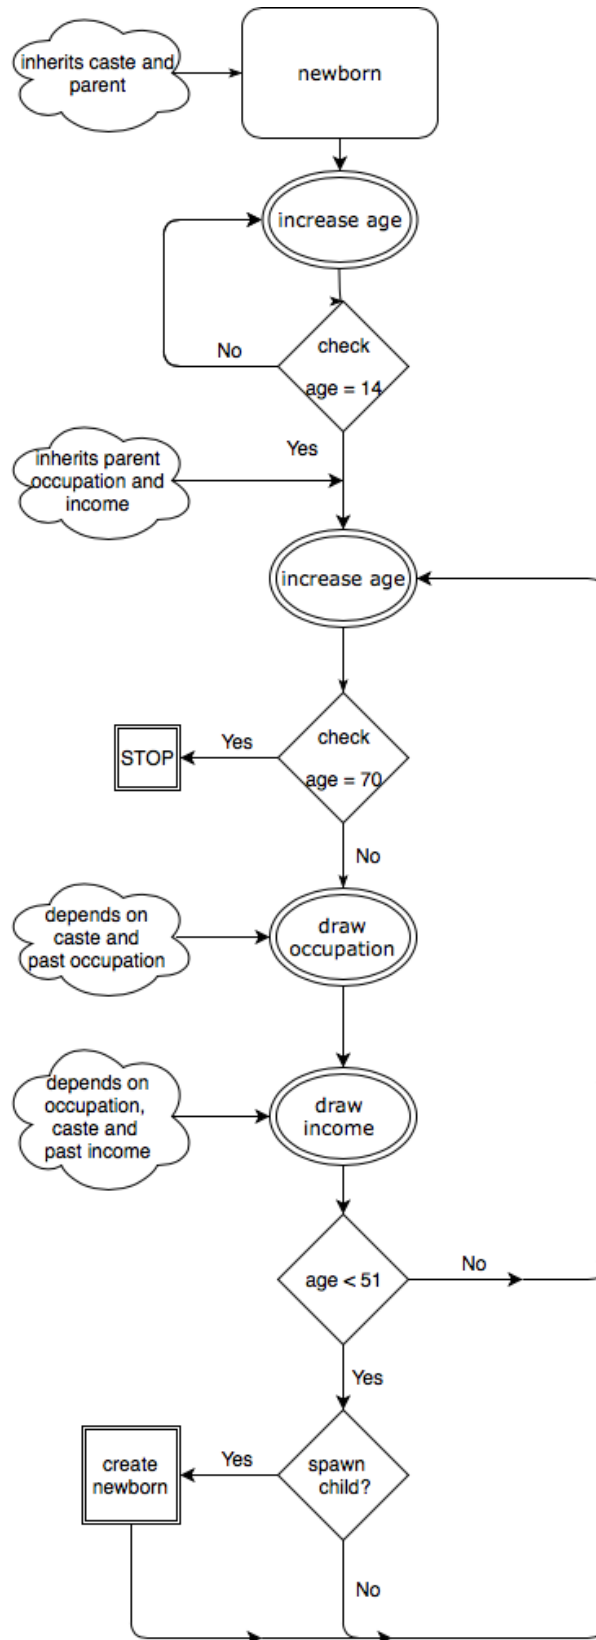 inherits caste and
parent
newborn
increase age
No
check
age = 14
Yes
inherits parent
occupation and
income
increase age
STOP
Yes
check
age = 70
No
depends on
caste and
past occupation
draw
occupation
depends on
occupation,
caste and
past income
draw
income
age < 51
No
Yes
create
newborn
Yes
spawn
child?
No